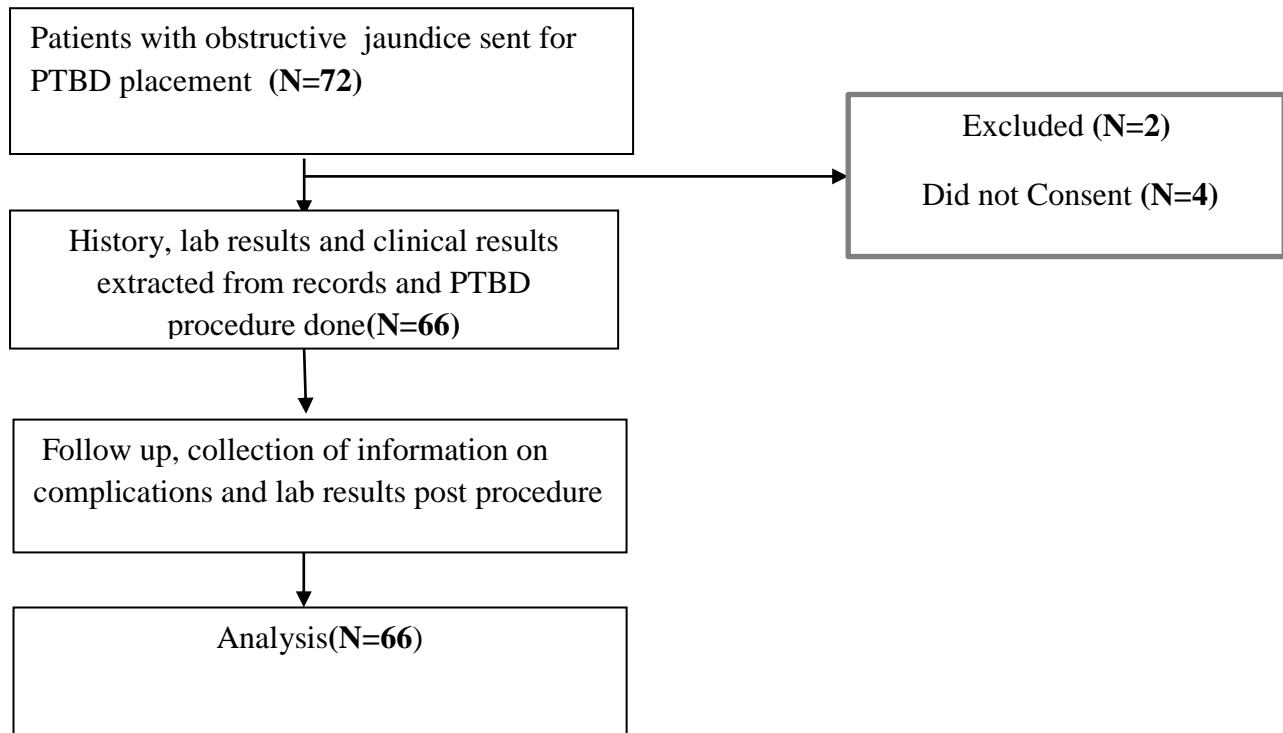 Patients with obstructive jaundice sent for
PTBD placement (N=72)
Excluded (N=2)
Did not Consent (N=4)
History, lab results and clinical results
extracted from records and PTBD
procedure done(N=66)
Follow up, collection of information on
complications and lab results post procedure
Analysis(N=66)